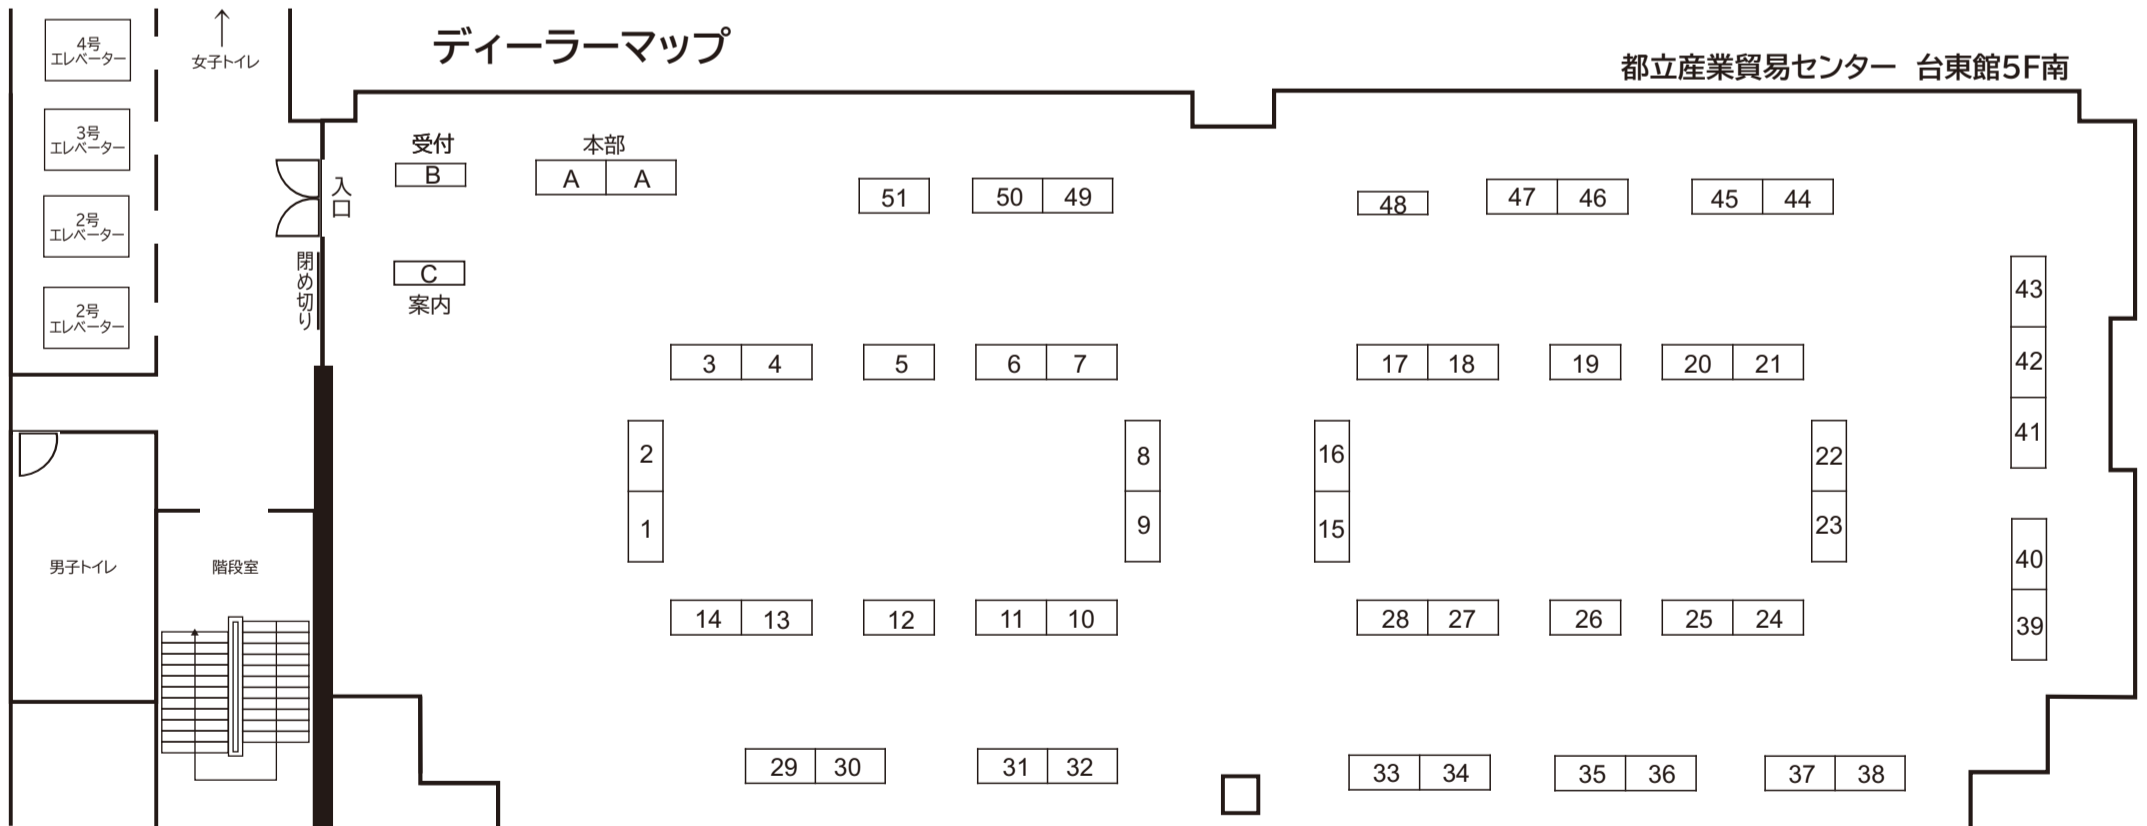 ディーラーマップ
都立産業貿易センター 台東館5F南
4号
エレベーター
女子トイレ
3号
エレベーター
2号
エレベーター
2号
エレベーター
入口
閉め切り
受付
B
本部
A A
C
案内
51 50 49 48 47 46 45 44
43
42
41
40
39
3 4 5 6 7 17 18 19 20 21
2 8 16 22
1 9 15 23
男子トイレ
階段室
14 13 12 11 10 28 27 26 25 24
29 30 31 32 33 34 35 36 37 38